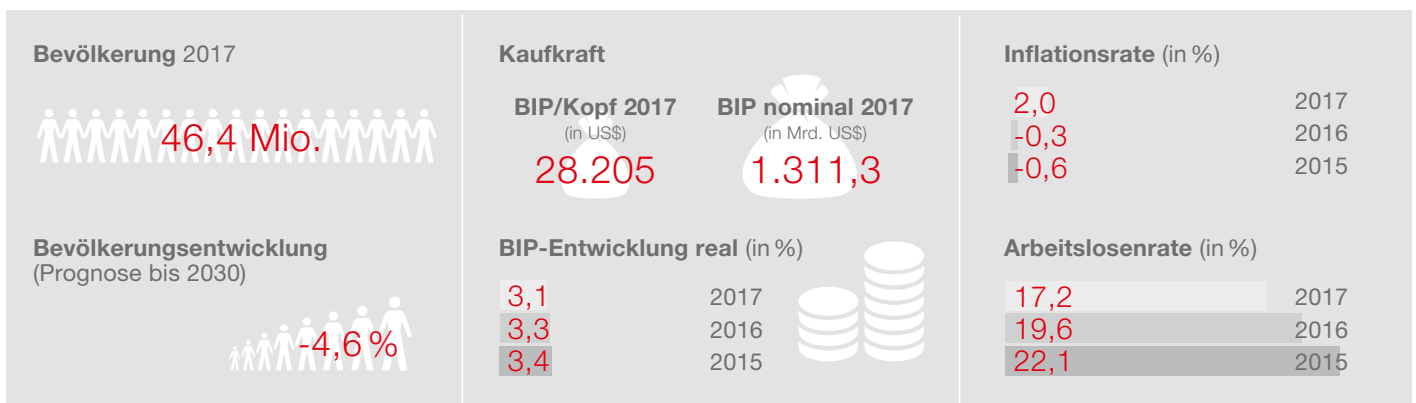 Bevölkerung 2017
46,4 Mio.
Bevölkerungsentwicklung
(Prognose bis 2030)
-4,6 %
Kaufkraft
BIP/Kopf 2017
(in US$)
28.205
BIP nominal 2017
(in Mrd. US$)
1.311,3
BIP-Entwicklung real (in %)
3,1 2017
3,3 2016
3,4 2015
Inflationsrate (in %)
2,0 2017
-0,3 2016
-0,6 2015
Arbeitslosenrate (in %)
17,2 2017
19,6 2016
22,1 2015